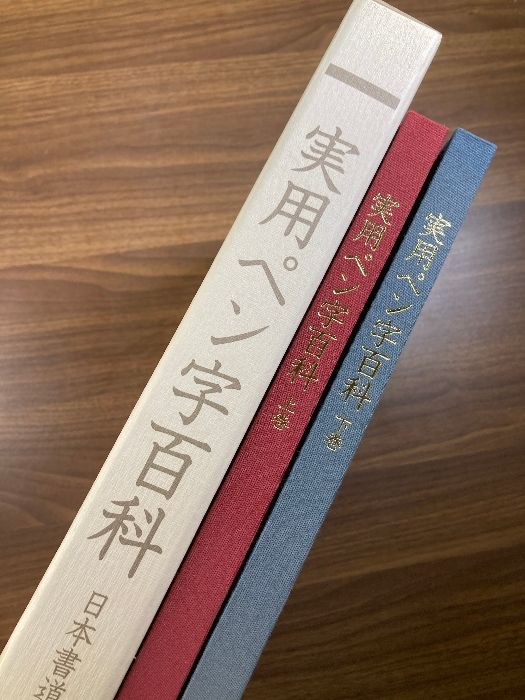 実用ペン字百科
日本書道
実用ペン字百科 上巻
実用ペン字百科 下巻